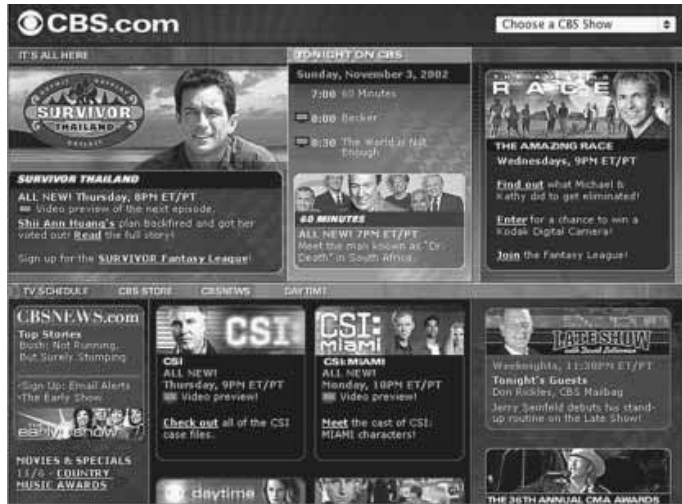 CBS.com
Choose a CBS Show
IT'S ALL HERE
SURVIVOR
THAILAND
OUTWIT OUTPLAY
OUTLAST
SURVIVOR THAILAND
ALL NEW! Thursday, 8PM ET/PT
Video preview of the next episode.
Shii Ann Huang's plan backfired and got her
voted out! Read the full story!
Sign up for the SURVIVOR Fantasy League!
TONIGHT ON CBS
Sunday, November 3, 2002
7:00 60 Minutes
8:00 Becker
8:30 The World is Not
Enough
60 MINUTES
ALL NEW! 7PM ET/PT
Meet the man known as "Dr.
Death" in South Africa.
THE AMAZING
RACE
THE AMAZING RACE
Wednesdays, 9PM ET/PT
Find out what Michael &
Kathy did to get eliminated!
Enter for a chance to win a
Kodak Digital Camera!
Join the Fantasy League!
TV SCHEDULE CBS STORE CBSNEWS DAYTIME
CBSNEWS.com
Top Stories
Bush: Not Running,
But Surely Stumping
·Sign Up: Email Alerts
·The Early Show
THE early show
MOVIES & SPECIALS
11/6 - COUNTRY
MUSIC AWARDS
CSI
CSI
ALL NEW!
Thursday, 9PM ET/PT
Video preview!
Check out all of the CSI
case files.
daytime
CSI:
MIAMI
CSI:MIAMI
ALL NEW!
Monday, 10PM ET/PT
Video preview!
Meet the cast of CSI:
MIAMI characters!
LATE SHOW
with David Letterman
Weeknights, 11:30PM ET/PT
Tonight's Guests
Don Rickles, CBS Mailbag
Jerry Seinfeld debuts his stand-
up routine on the Late Show!
THE 36TH ANNUAL CMA AWARDS